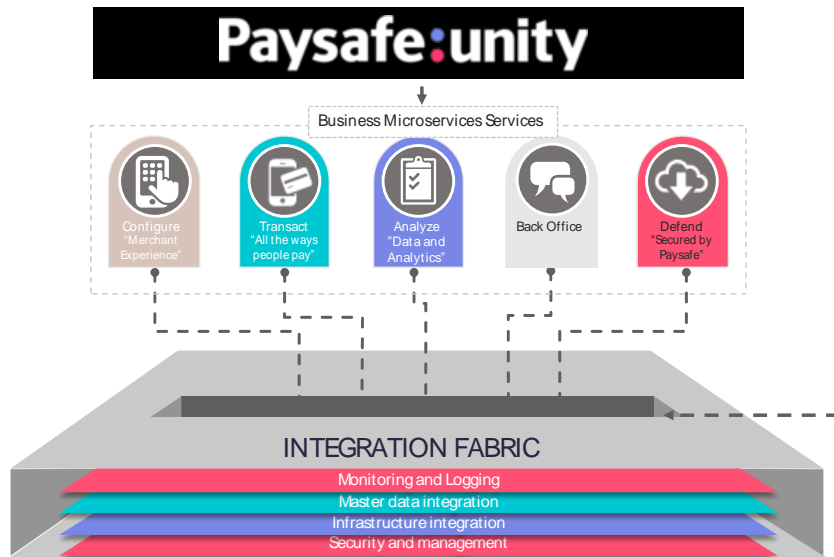 Paysafe:unity
Business Microservices Services
Configure
"Merchant
Experience"
Transact
"All the ways
people pay"
Analyze
"Data and
Analytics"
Back Office
Defend
"Secured by
Paysafe"
INTEGRATION FABRIC
Monitoring and Logging
Master data integration
Infrastructure integration
Security and management